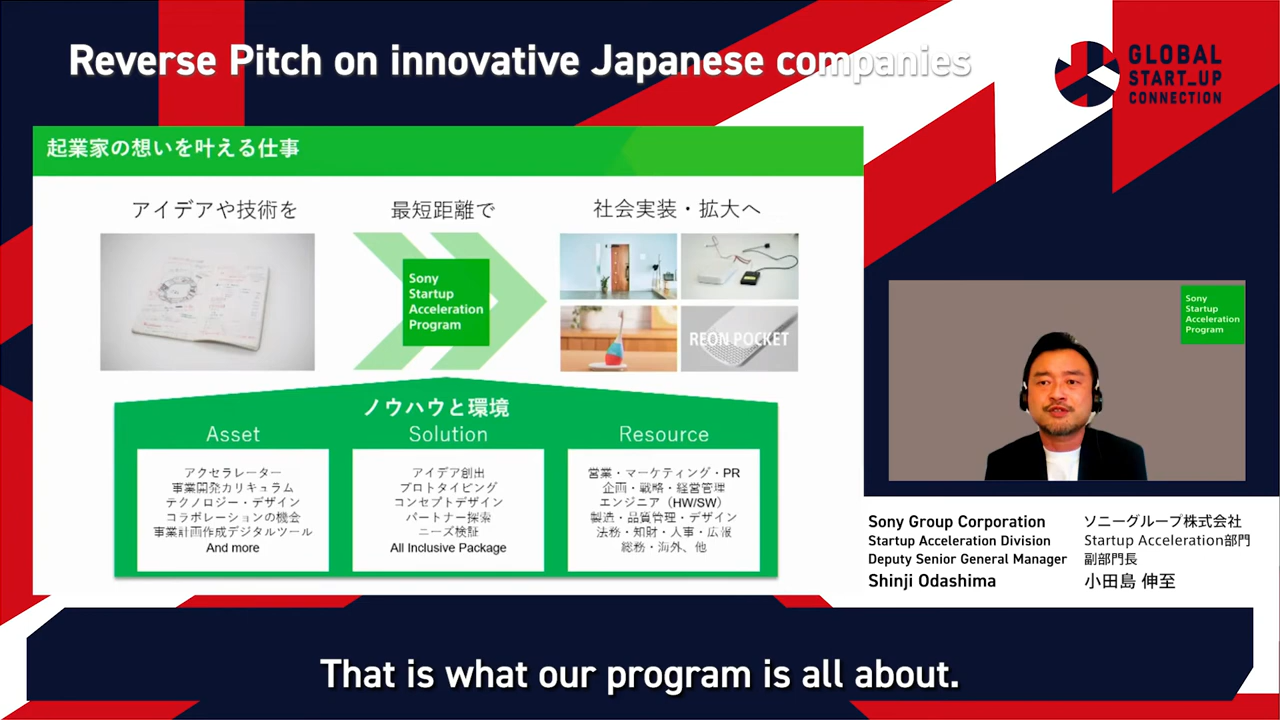 Reverse Pitch on innovative Japanese companies
GLOBAL
START_UP
CONNECTION
起業家の想いを叶える仕事
アイデアや技術を
最短距離で
社会実装・拡大へ
Sony
Startup
Acceleration
Program
REON POCKET
ノウハウと環境
Asset
アクセラレーター
事業開発カリキュラム
テクノロジー・デザイン
コラボレーションの機会
事業計画作成デジタルツール
And more
Solution
アイデア創出
プロトタイピング
コンセプトデザイン
パートナー探索
ニーズ検証
All Inclusive Package
Resource
営業・マーケティング・PR
企画・戦略・経営管理
エンジニア（HW/SW）
製造・品質管理・デザイン
法務・知財・人事・広報
総務・海外、他
Sony
Startup
Acceleration
Program
Sony Group Corporation
Startup Acceleration Division
Deputy Senior General Manager
Shinji Odashima
ソニーグループ株式会社
Startup Acceleration部門
副部門長
小田島 伸至
That is what our program is all about.